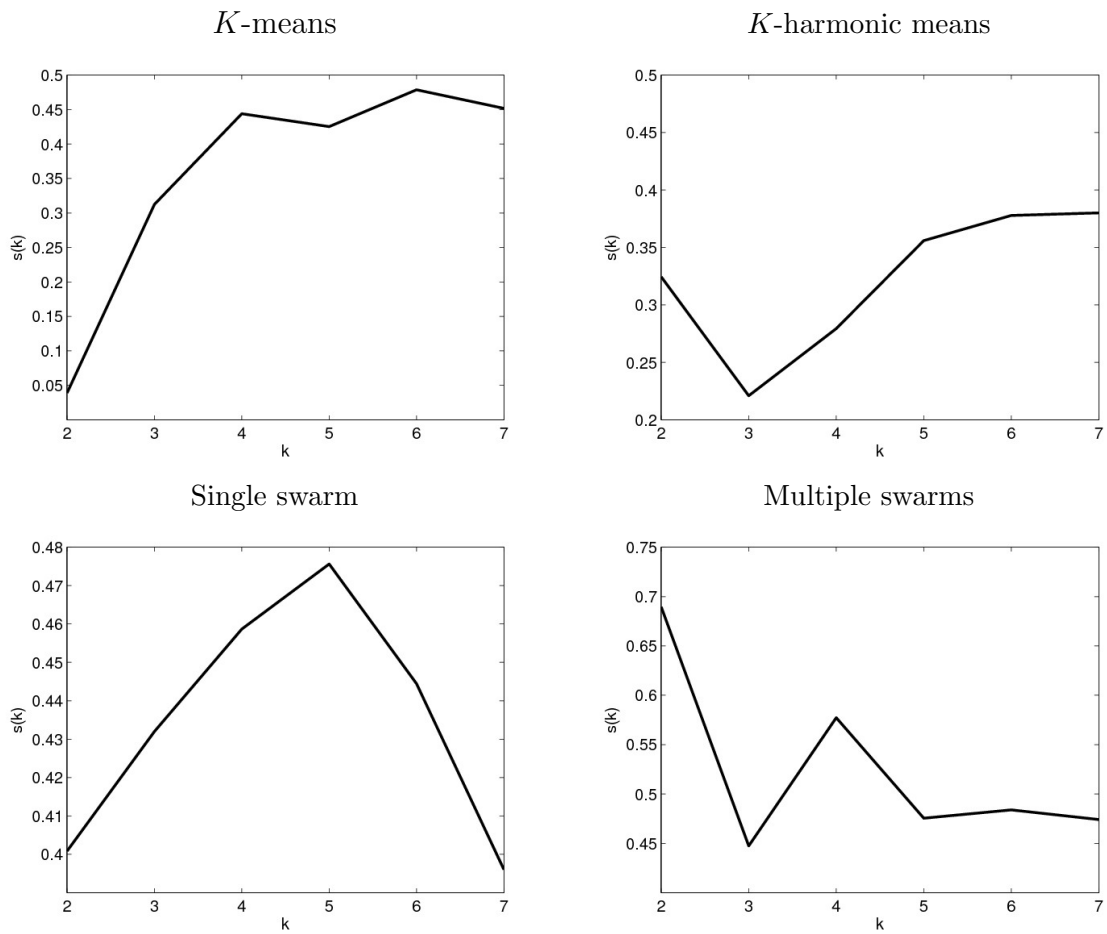 K-means
0.5
0.45
0.4
0.35
0.3
0.25
0.2
0.15
0.1
0.05
s(k)
2 3 4 5 6 7
k
K-harmonic means
0.5
0.45
0.4
0.35
0.3
0.25
0.2
s(k)
2 3 4 5 6 7
k
Single swarm
0.48
0.47
0.46
0.45
0.44
0.43
0.42
0.41
0.4
s(k)
2 3 4 5 6 7
k
Multiple swarms
0.75
0.7
0.65
0.6
0.55
0.5
0.45
s(k)
2 3 4 5 6 7
k